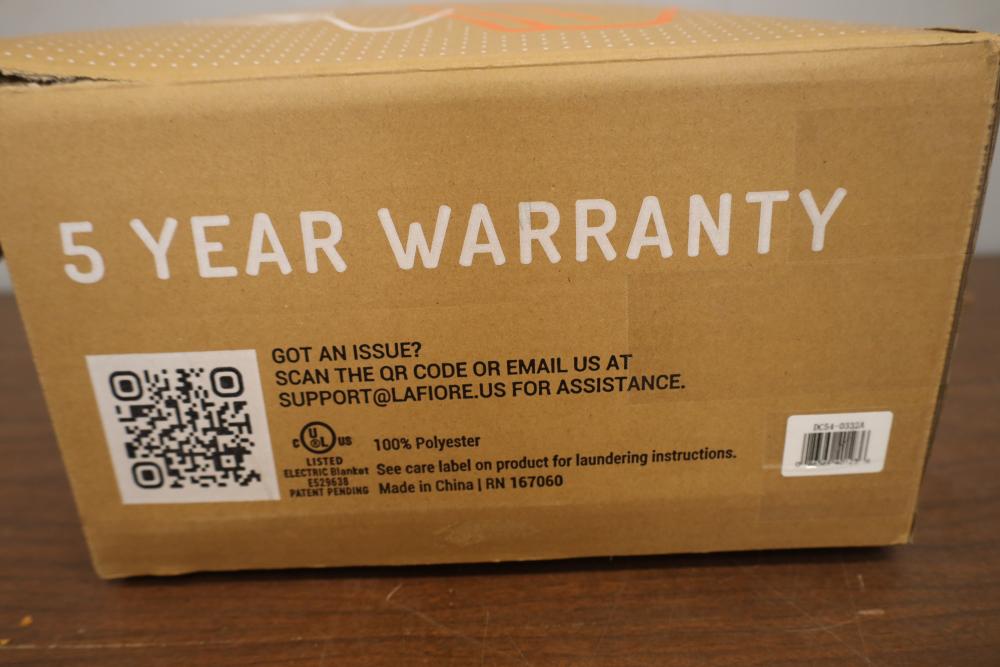 5 YEAR WARRANTY
GOT AN ISSUE?
SCAN THE QR CODE OR EMAIL US AT
SUPPORT@LAFIORE.US FOR ASSISTANCE.
C UL US
LISTED
ELECTRIC Blanket
E529638
PATENT PENDING
100% Polyester
See care label on product for laundering instructions.
Made in China | RN 167060
DC54-0332A